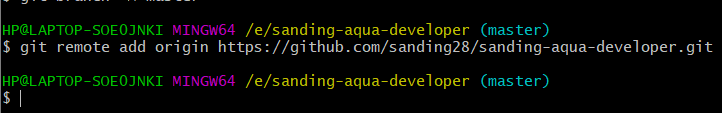 HP@LAPTOP-SOE0JNKI MINGW64 /e/sanding-aqua-developer (master)
$ git remote add origin https://github.com/sanding28/sanding-aqua-developer.git
HP@LAPTOP-SOE0JNKI MINGW64 /e/sanding-aqua-developer (master)
$